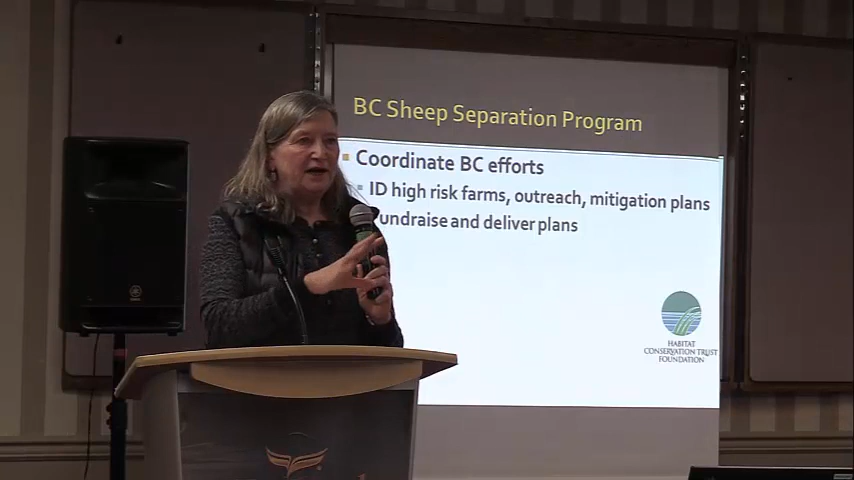 BC Sheep Separation Program
Coordinate BC efforts
ID high risk farms, outreach, mitigation plans
undraise and deliver plans
HABITAT
CONSERVATION TRUST
FOUNDATION